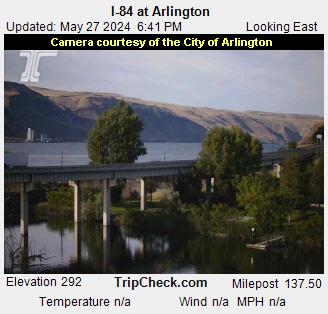 I-84 at Arlington
Updated: May 27 2024 6:41 PM Looking East
Camera courtesy of the City of Arlington
Elevation 292 TripCheck.com Milepost 137.50
Temperature n/a Wind n/a MPH n/a